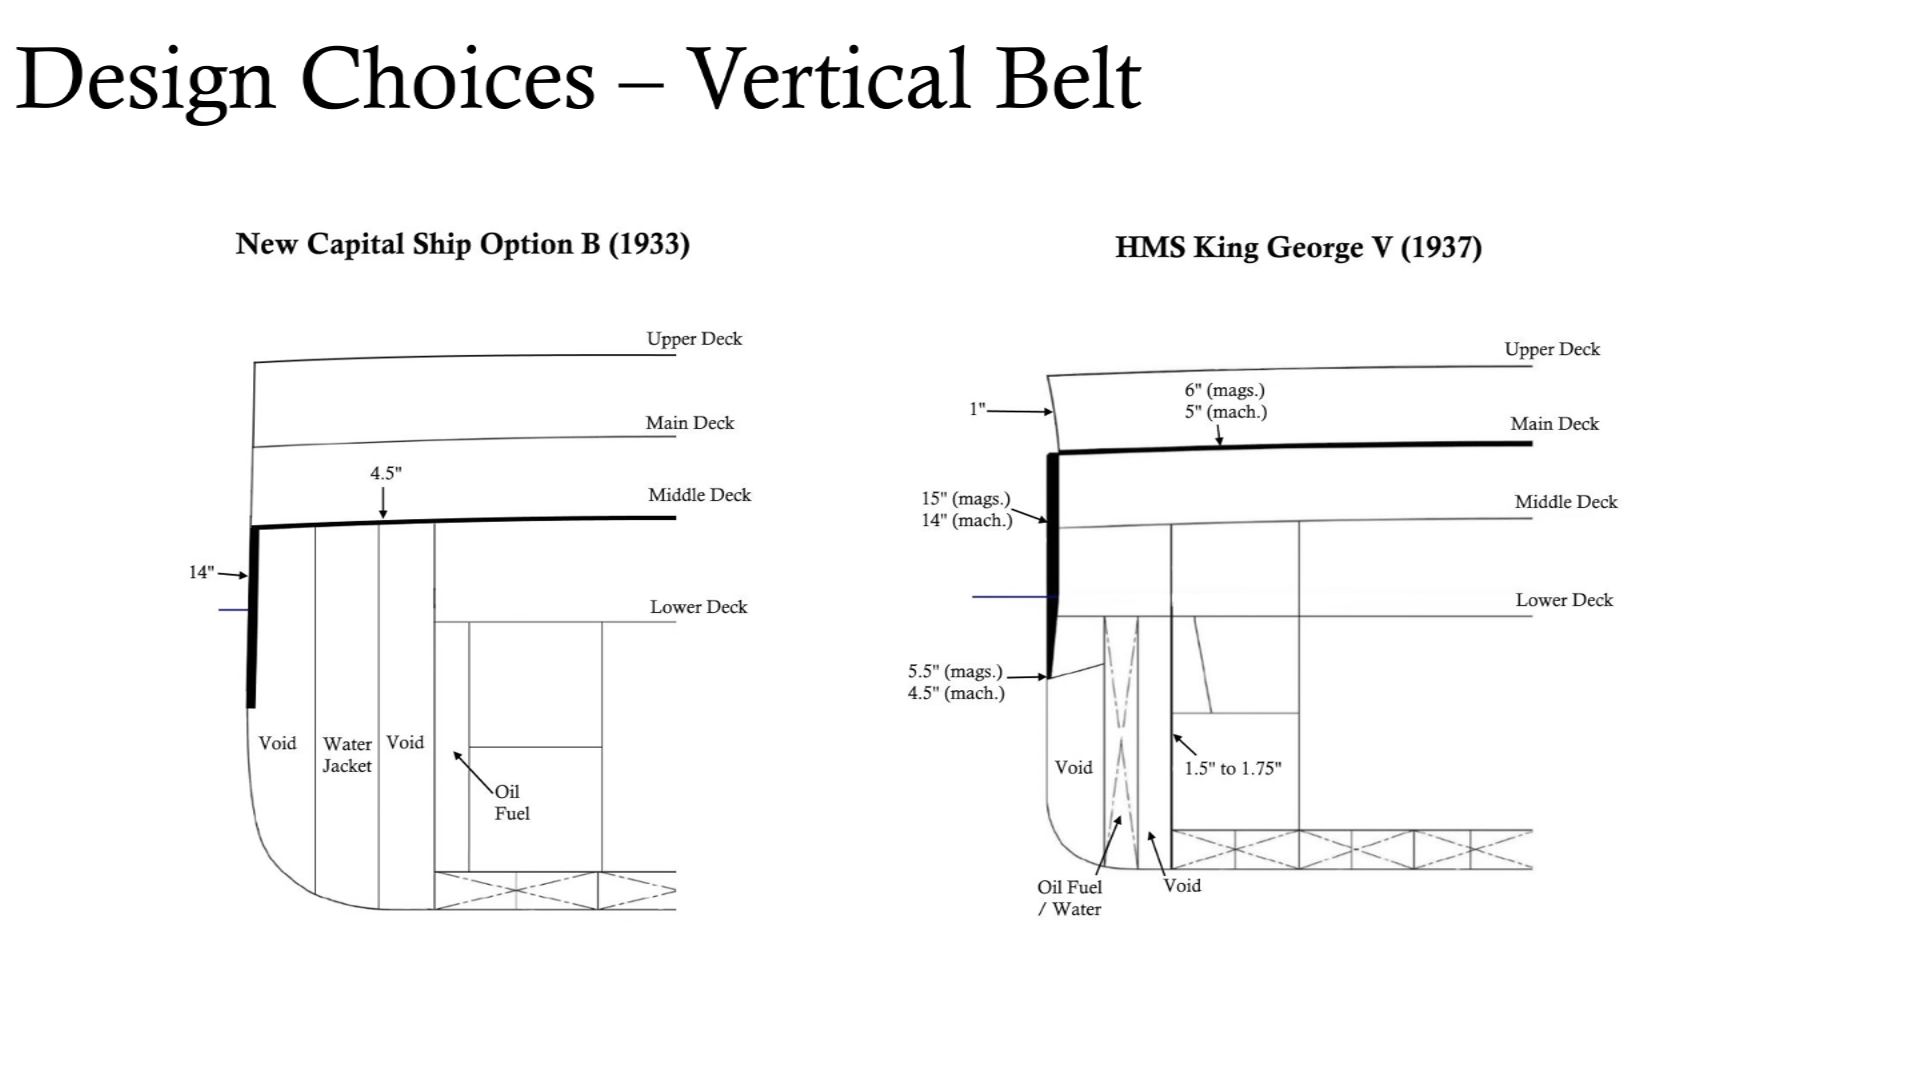 Design Choices – Vertical Belt
New Capital Ship Option B (1933)
Upper Deck
Main Deck
4.5"
Middle Deck
14"
Lower Deck
Void
Water
Jacket
Void
Oil
Fuel
HMS King George V (1937)
Upper Deck
1"
6" (mags.)
5" (mach.)
Main Deck
15" (mags.)
14" (mach.)
Middle Deck
Lower Deck
5.5" (mags.)
4.5" (mach.)
Void
1.5" to 1.75"
Oil Fuel
/ Water
Void